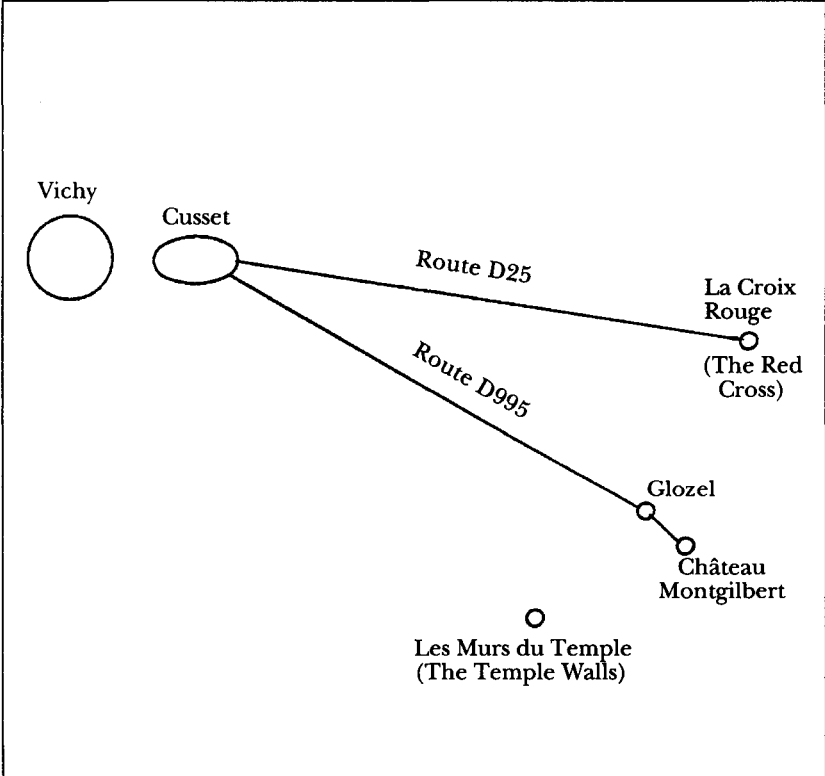 Vichy
Cusset
Route D25
La Croix
Rouge
(The Red
Cross)
Route D995
Glozel
Château
Montgilbert
Les Murs du Temple
(The Temple Walls)